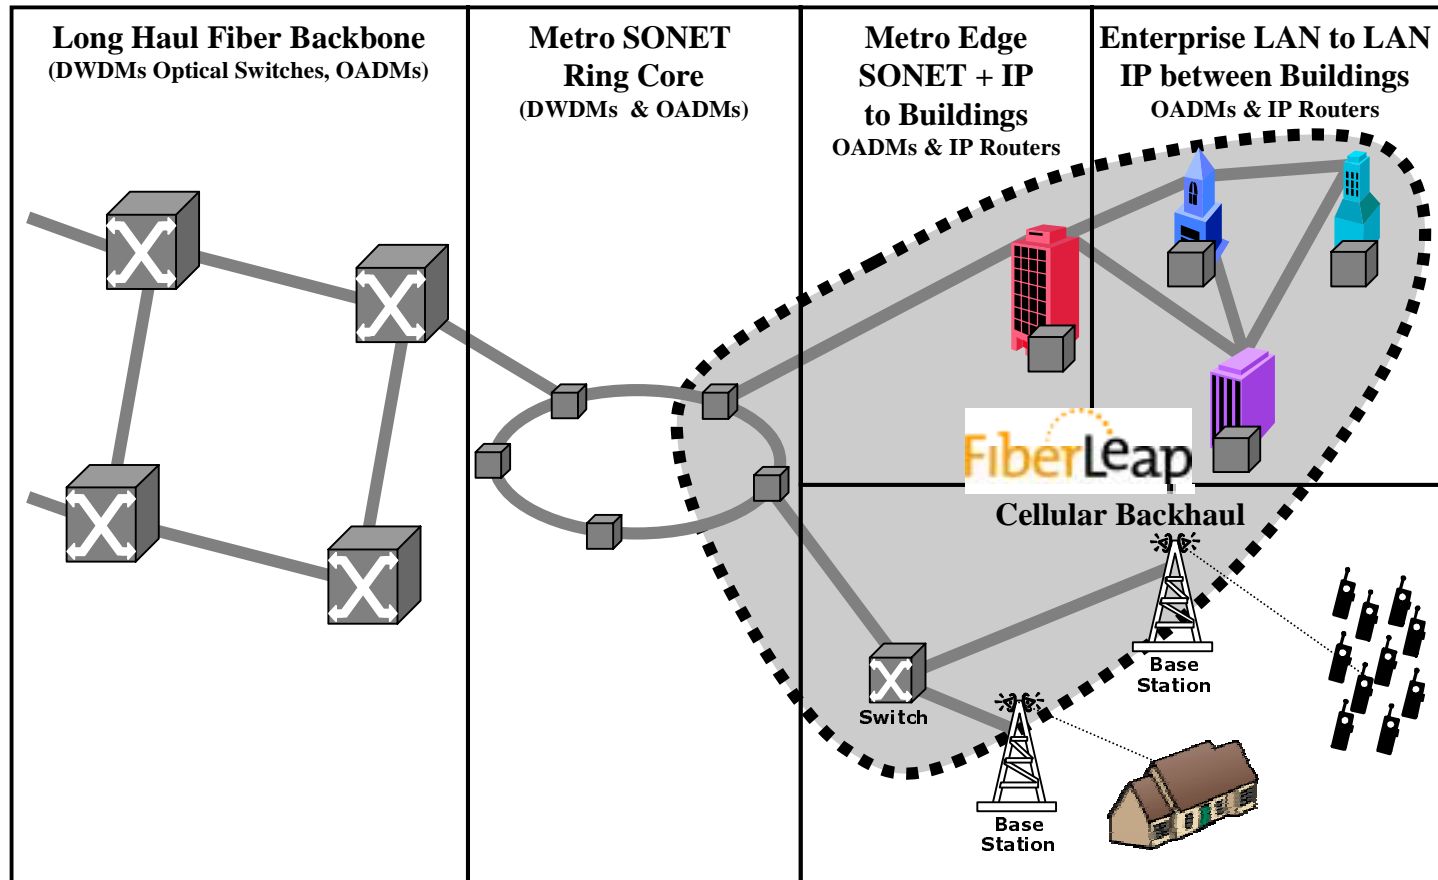 Long Haul Fiber Backbone
(DWDMs Optical Switches, OADMs)
Metro SONET
Ring Core
(DWDMs & OADMs)
Metro Edge
SONET + IP
to Buildings
OADMs & IP Routers
Enterprise LAN to LAN
IP between Buildings
OADMs & IP Routers
FiberLeap
Cellular Backhaul
Base
Station
Switch
Base
Station